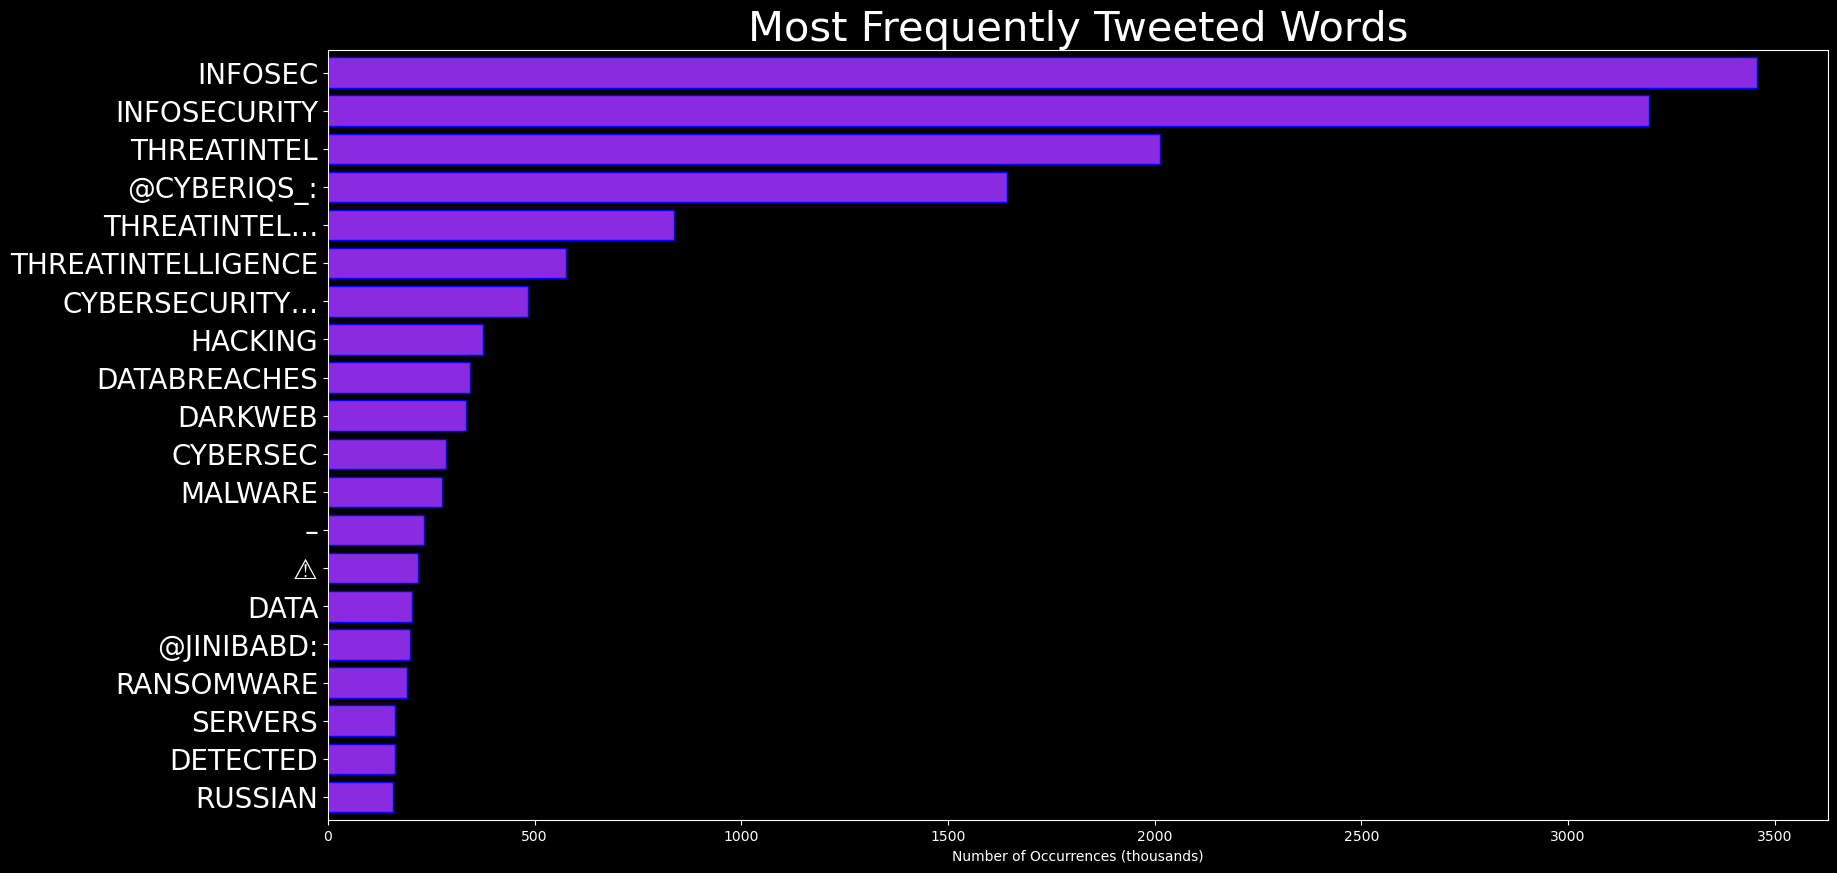 Most Frequently Tweeted Words
INFOSEC
INFOSECURITY
THREATINTEL
@CYBERIQS_:
THREATINTEL…
THREATINTELLIGENCE
CYBERSECURITY…
HACKING
DATABREACHES
DARKWEB
CYBERSEC
MALWARE
–
⚠
DATA
@JINIBABD:
RANSOMWARE
SERVERS
DETECTED
RUSSIAN
0 500 1000 1500 2000 2500 3000 3500
Number of Occurrences (thousands)